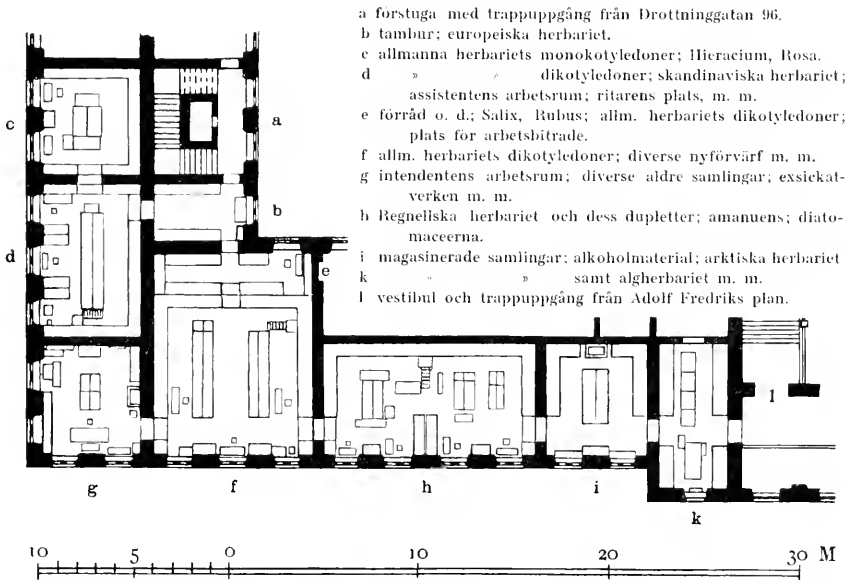 a förstuga med trappuppgång från Drottninggatan 96.
b tambur; europeiska herbariet.
c allmanna herbariets monokotyledoner; Hieracium, Rosa.
d » » dikotyledoner; skandinaviska herbariet;
assistentens arbetsrum; ritarens plats, m. m.
e förråd o. d.; Salix, Rubus; allm. herbariets dikotyledoner;
plats för arbetsbitrade.
f allm. herbariets dikotyledoner; diverse nyförvärf m. m.
g intendentens arbetsrum; diverse aldre samlingar; exsickat-
verken m. m.
h Regnellska herbariet och dess dupletter; amanuens; diato-
maceerna.
i magasinerade samlingar; alkoholmaterial; arktiska herbariet
k » » samt algherbariet m. m.
l vestibul och trappuppgång från Adolf Fredriks plan.
c
a
b
d
e
l
g f h i
k
10 5 0 10 20 30 M